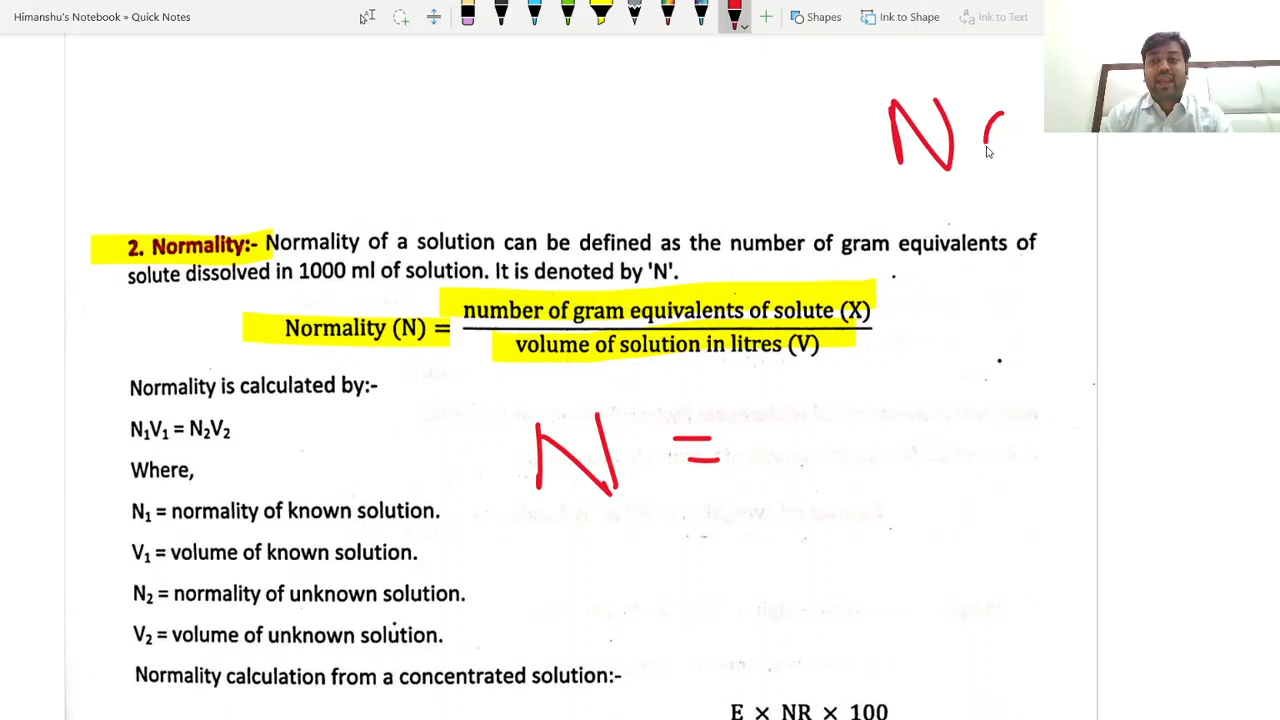 Himanshu's Notebook » Quick Notes
Shapes
Ink to Shape
Ink to Text
N
2. Normality:- Normality of a solution can be defined as the number of gram equivalents of
solute dissolved in 1000 ml of solution. It is denoted by 'N'.
Normality (N) = number of gram equivalents of solute (X)
volume of solution in litres (V)
Normality is calculated by:-
N₁V₁ = N₂V₂
N =
Where,
N₁ = normality of known solution.
V₁ = volume of known solution.
N₂ = normality of unknown solution.
V₂ = volume of unknown solution.
Normality calculation from a concentrated solution:-
E × NR × 100